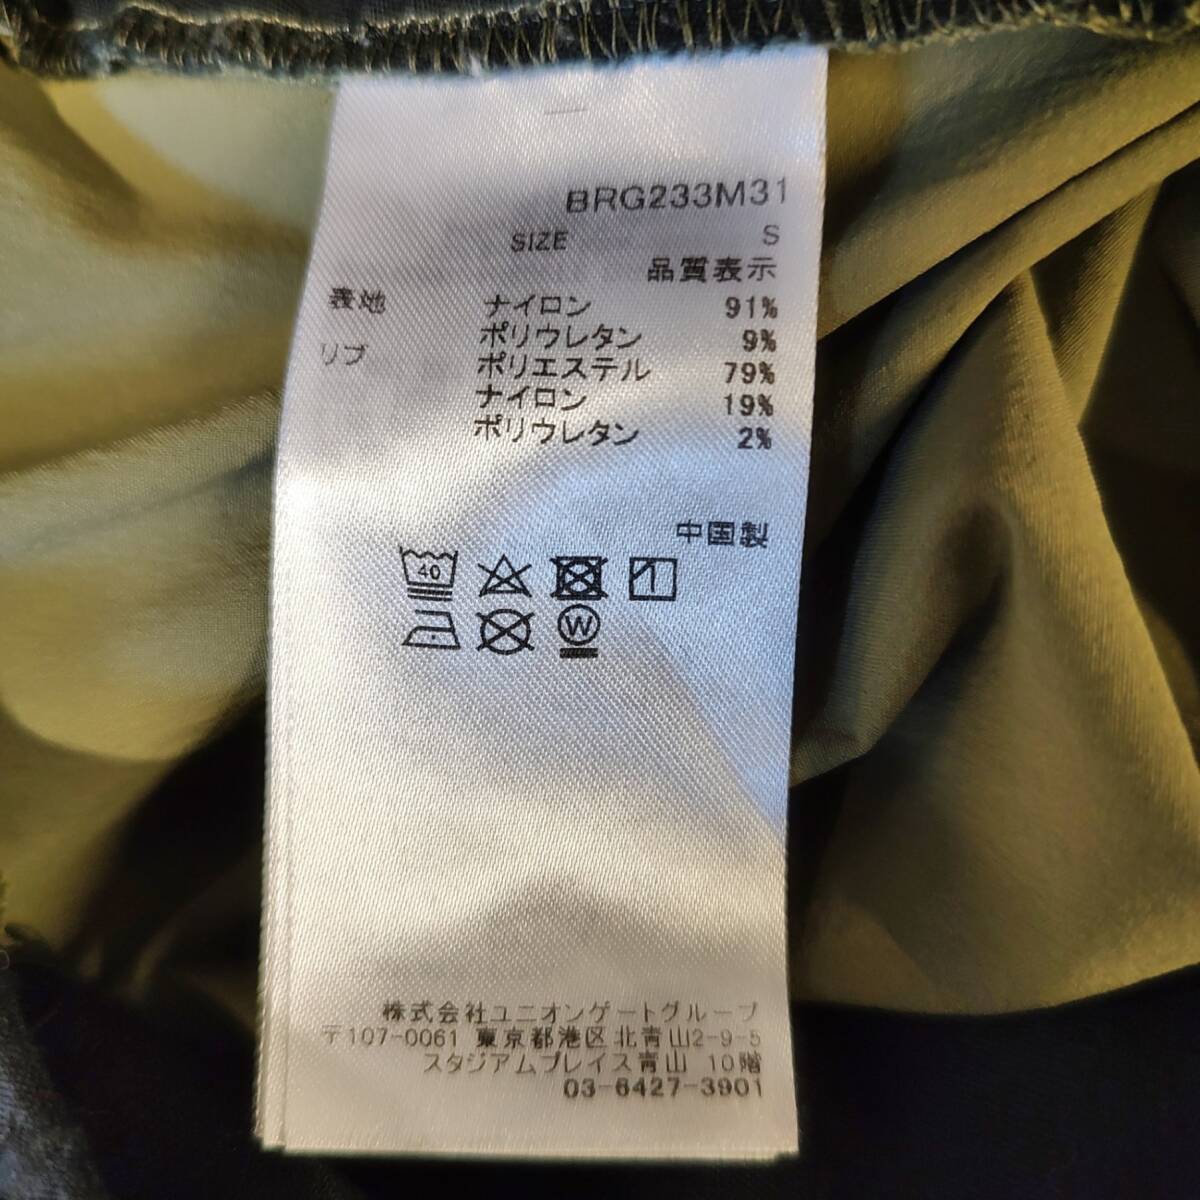 BRG233M31
SIZE S
品質表示
表地 ナイロン 91%
ポリウレタン 9%
リブ ポリエステル 79%
ナイロン 19%
ポリウレタン 2%
中国製
40
W
株式会社ユニオンゲートグループ
〒107-0061 東京都港区北青山2-9-5
スタジアムプレイス青山 10階
03-6427-3901